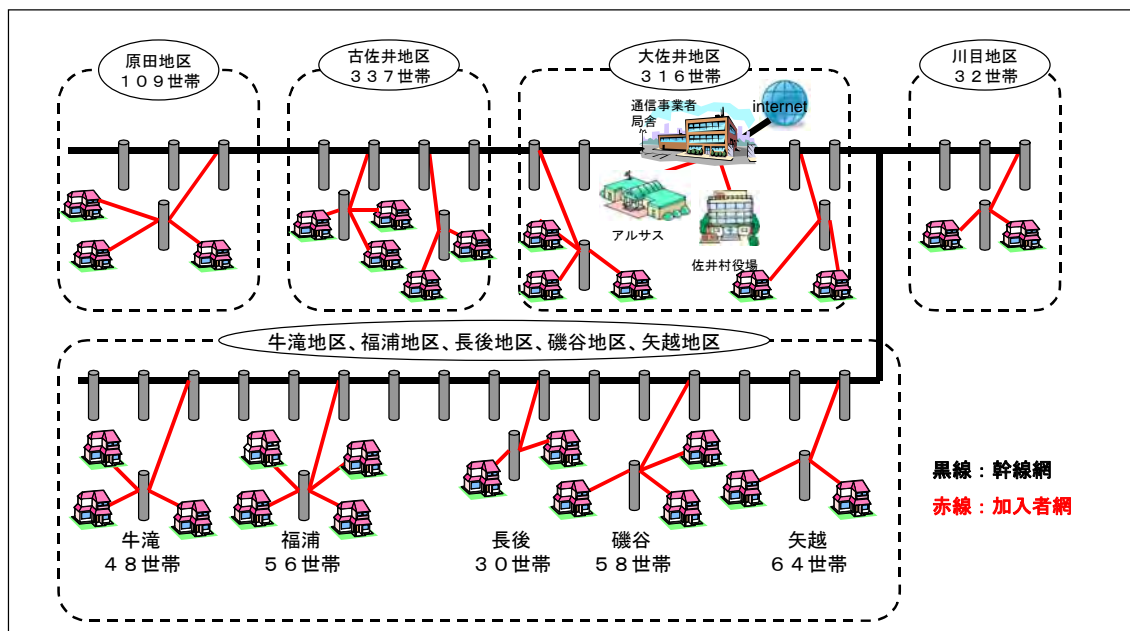 原田地区
１０９世帯
古佐井地区
３３７世帯
大佐井地区
３１６世帯
川目地区
３２世帯
通信事業者
局舎
internet
アルサス
佐井村役場
牛滝地区、福浦地区、長後地区、磯谷地区、矢越地区
牛滝
４８世帯
福浦
５６世帯
長後
３０世帯
磯谷
５８世帯
矢越
６４世帯
黒線：幹線網
赤線：加入者網